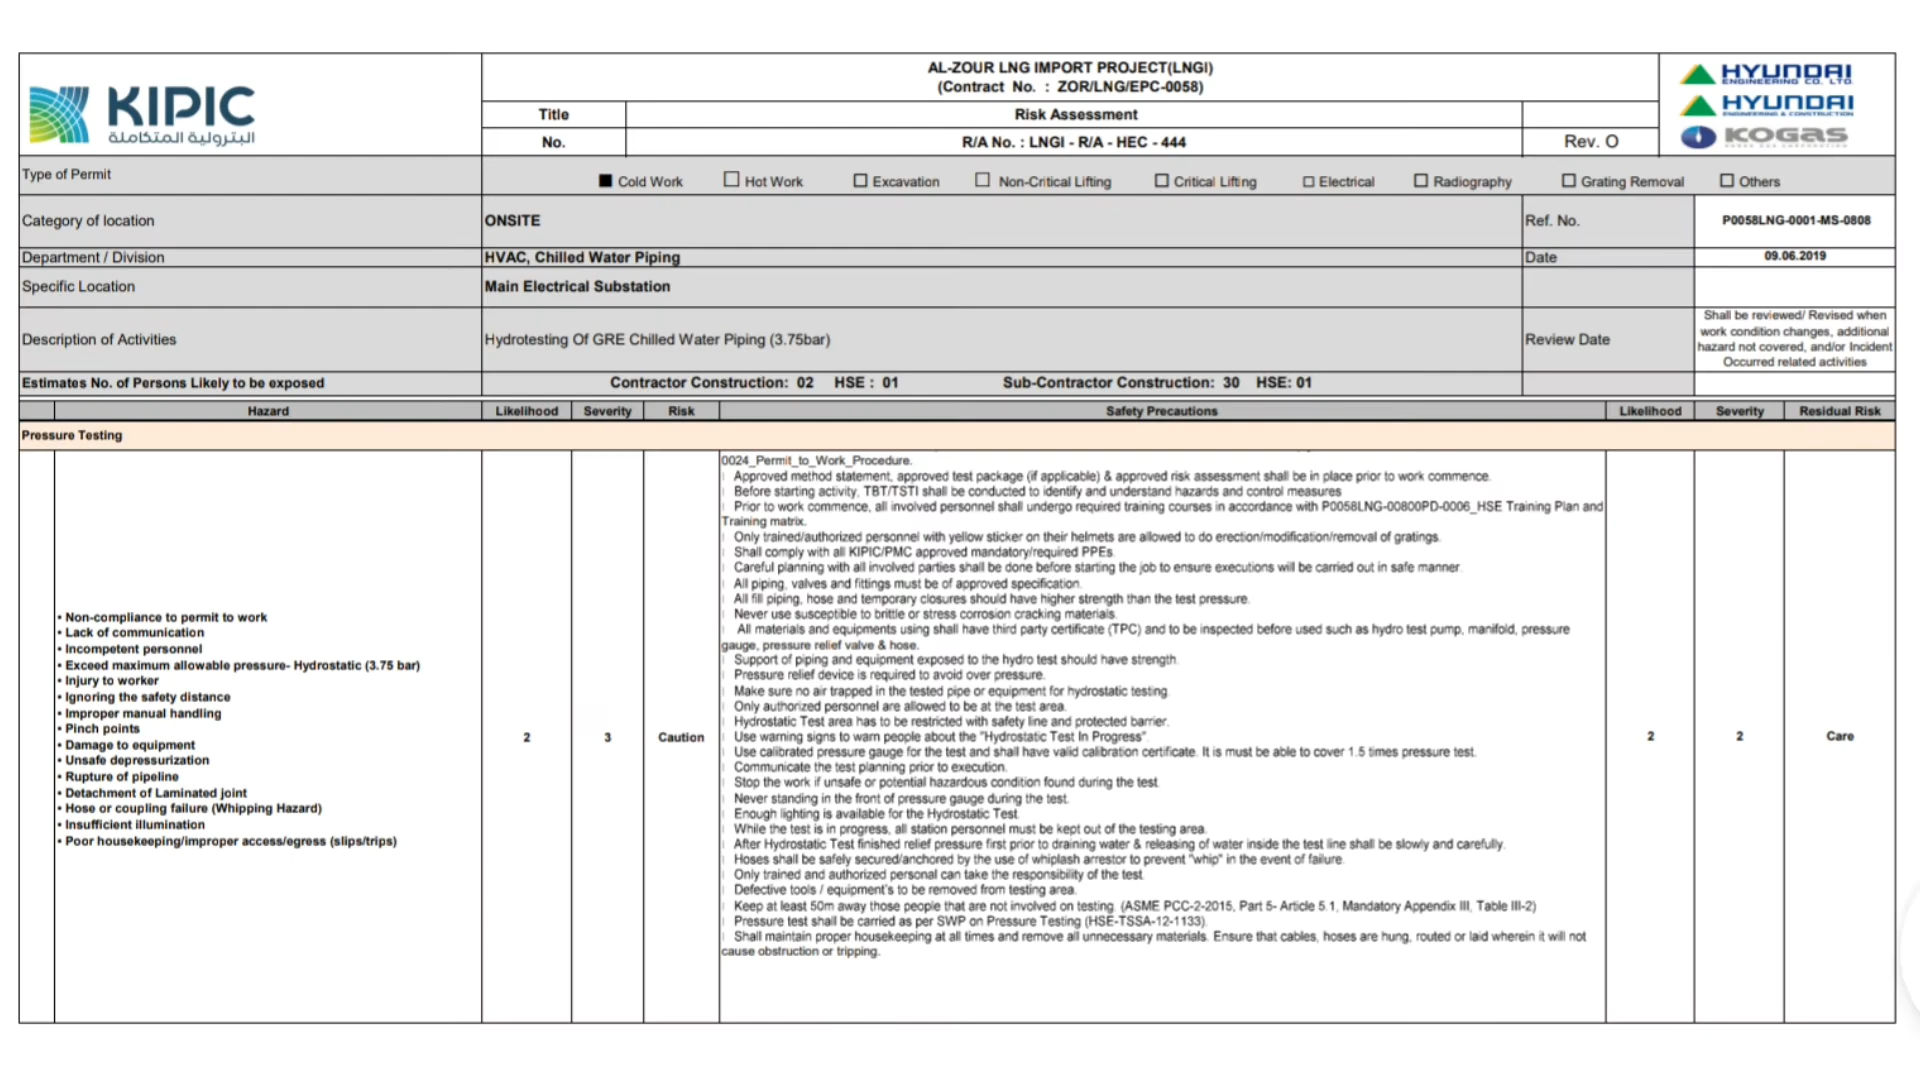 KIPIC
البترولية المتكاملة
AL-ZOUR LNG IMPORT PROJECT(LNGI)
(Contract No. : ZOR/LNG/EPC-0058)
HYUNDAI
ENGINEERING CO. LTD.
HYUNDAI
ENGINEERING & CONSTRUCTION
KOGAS
Title
Risk Assessment
No.
R/A No. : LNGI - R/A - HEC - 444
Rev. O
Type of Permit
■ Cold Work ☐ Hot Work ☐ Excavation ☐ Non-Critical Lifting ☐ Critical Lifting ☐ Electrical ☐ Radiography ☐ Grating Removal ☐ Others
Category of location
ONSITE
Ref. No.
P0058LNG-0001-MS-0808
Department / Division
HVAC, Chilled Water Piping
Date
09.06.2019
Specific Location
Main Electrical Substation
Description of Activities
Hydrotesting Of GRE Chilled Water Piping (3.75bar)
Review Date
Shall be reviewed/ Revised when
work condition changes, additional
hazard not covered, and/or Incident
Occurred related activities
Estimates No. of Persons Likely to be exposed
Contractor Construction: 02 HSE : 01 Sub-Contractor Construction: 30 HSE: 01
Hazard Likelihood Severity Risk Safety Precautions Likelihood Severity Residual Risk
Pressure Testing
• Non-compliance to permit to work
• Lack of communication
• Incompetent personnel
• Exceed maximum allowable pressure- Hydrostatic (3.75 bar)
• Injury to worker
• Ignoring the safety distance
• Improper manual handling
• Pinch points
• Damage to equipment
• Unsafe depressurization
• Rupture of pipeline
• Detachment of Laminated joint
• Hose or coupling failure (Whipping Hazard)
• Insufficient illumination
• Poor housekeeping/improper access/egress (slips/trips)
2
3
Caution
0024_Permit_to_Work_Procedure.
Approved method statement, approved test package (if applicable) & approved risk assessment shall be in place prior to work commence.
Before starting activity, TBT/TSTI shall be conducted to identify and understand hazards and control measures
Prior to work commence, all involved personnel shall undergo required training courses in accordance with P0058LNG-00800PD-0006_HSE Training Plan and
Training matrix.
Only trained/authorized personnel with yellow sticker on their helmets are allowed to do erection/modification/removal of gratings.
Shall comply with all KIPIC/PMC approved mandatory/required PPEs.
Careful planning with all involved parties shall be done before starting the job to ensure executions will be carried out in safe manner.
All piping, valves and fittings must be of approved specification.
All fill piping, hose and temporary closures should have higher strength than the test pressure.
Never use susceptible to brittle or stress corrosion cracking materials.
All materials and equipments using shall have third party certificate (TPC) and to be inspected before used such as hydro test pump, manifold, pressure
gauge, pressure relief valve & hose.
Support of piping and equipment exposed to the hydro test should have strength.
Pressure relief device is required to avoid over pressure.
Make sure no air trapped in the tested pipe or equipment for hydrostatic testing.
Only authorized personnel are allowed to be at the test area.
Hydrostatic Test area has to be restricted with safety line and protected barrier.
Use warning signs to warn people about the "Hydrostatic Test In Progress".
Use calibrated pressure gauge for the test and shall have valid calibration certificate. It is must be able to cover 1.5 times pressure test.
Communicate the test planning prior to execution.
Stop the work if unsafe or potential hazardous condition found during the test.
Never standing in the front of pressure gauge during the test.
Enough lighting is available for the Hydrostatic Test.
While the test is in progress, all station personnel must be kept out of the testing area.
After Hydrostatic Test finished relief pressure first prior to draining water & releasing of water inside the test line shall be slowly and carefully.
Hoses shall be safely secured/anchored by the use of whiplash arrestor to prevent "whip" in the event of failure.
Only trained and authorized personal can take the responsibility of the test.
Defective tools / equipment's to be removed from testing area.
Keep at least 50m away those people that are not involved on testing. (ASME PCC-2-2015, Part 5- Article 5.1, Mandatory Appendix III, Table III-2)
Pressure test shall be carried as per SWP on Pressure Testing (HSE-TSSA-12-1133).
Shall maintain proper housekeeping at all times and remove all unnecessary materials. Ensure that cables, hoses are hung, routed or laid wherein it will not
cause obstruction or tripping.
2
2
Care